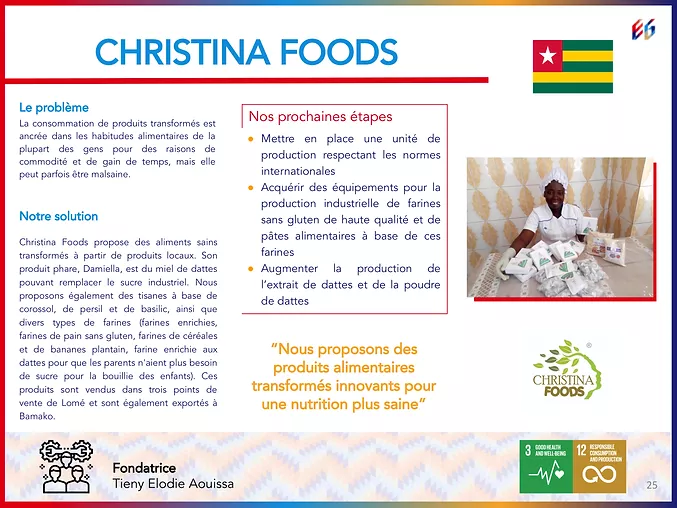 EG
CHRISTINA FOODS
Le problème
La consommation de produits transformés est
ancrée dans les habitudes alimentaires de la
plupart des gens pour des raisons de
commodité et de gain de temps, mais elle
peut parfois être malsaine.
Notre solution
Christina Foods propose des aliments sains
transformés à partir de produits locaux. Son
produit phare, Damiella, est du miel de dattes
pouvant remplacer le sucre industriel. Nous
proposons également des tisanes à base de
corossol, de persil et de basilic, ainsi que
divers types de farines (farines enrichies,
farines de pain sans gluten, farines de céréales
et de bananes plantain, farine enrichie aux
dattes pour que les parents n'aient plus besoin
de sucre pour la bouillie des enfants). Ces
produits sont vendus dans trois points de
vente de Lomé et sont également exportés à
Bamako.
Nos prochaines étapes
● Mettre en place une unité de
production respectant les normes
internationales
● Acquérir des équipements pour la
production industrielle de farines
sans gluten de haute qualité et de
pâtes alimentaires à base de ces
farines
● Augmenter la production de
l'extrait de dattes et de la poudre
de dattes
“Nous proposons des
produits alimentaires
transformés innovants pour
une nutrition plus saine”
®
CHRISTINA
FOODS
Fondatrice
Tieny Elodie Aouissa
3 GOOD HEALTH
AND WELL-BEING
12 RESPONSIBLE
CONSUMPTION
AND PRODUCTION
25